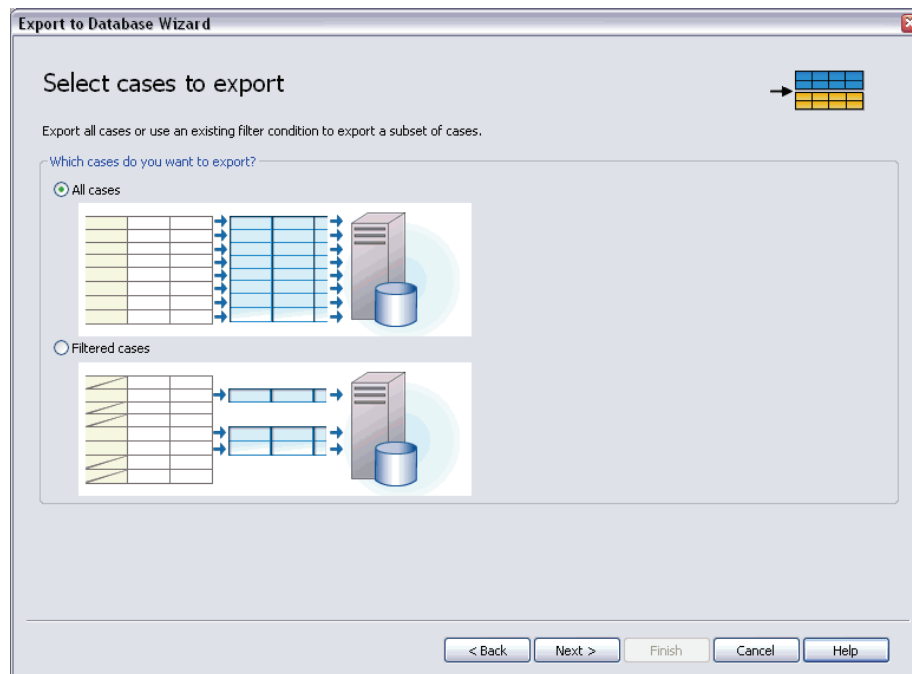 Export to Database Wizard
Select cases to export
Export all cases or use an existing filter condition to export a subset of cases.
Which cases do you want to export?
All cases
Filtered cases
< Back Next > Finish Cancel Help